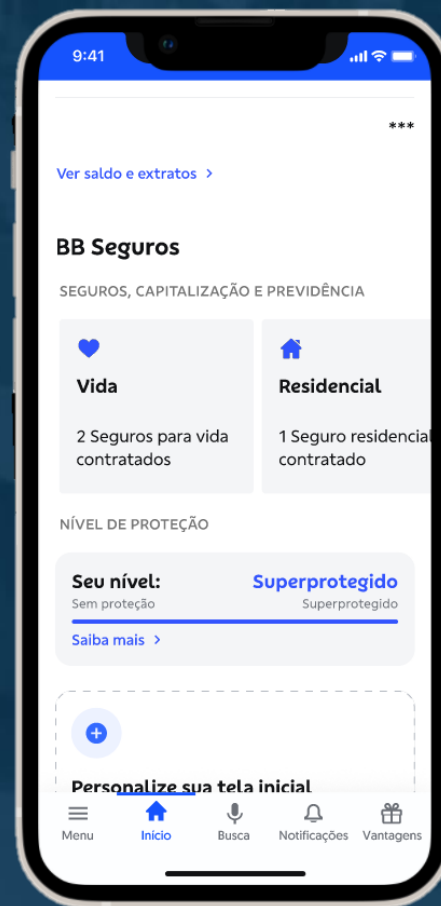 9:41
***
Ver saldo e extratos >
BB Seguros
SEGUROS, CAPITALIZAÇÃO E PREVIDÊNCIA
Vida
2 Seguros para vida
contratados
Residencial
1 Seguro residencial
contratado
NÍVEL DE PROTEÇÃO
Seu nível: Superprotegido
Sem proteção Superprotegido
Saiba mais >
Personalize sua tela inicial
Menu Início Busca Notificações Vantagens